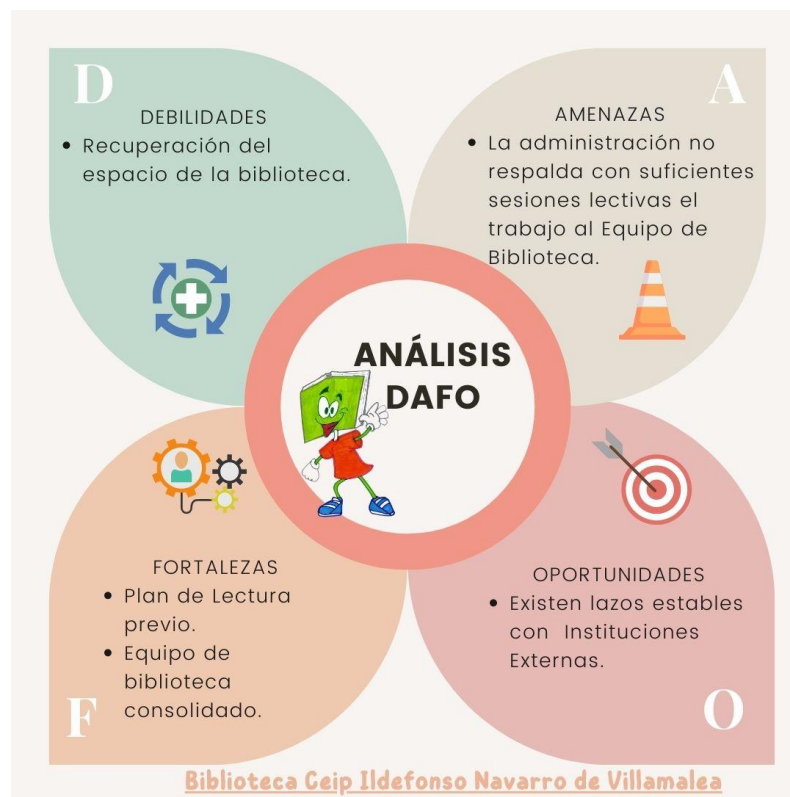 D
DEBILIDADES
• Recuperación del
espacio de la biblioteca.
A
AMENAZAS
• La administración no
respalda con suficientes
sesiones lectivas el
trabajo al Equipo de
Biblioteca.
ANÁLISIS
DAFO
FORTALEZAS
• Plan de Lectura
previo.
• Equipo de
biblioteca
consolidado.
F
OPORTUNIDADES
• Existen lazos estables
con Instituciones
Externas.
O
Biblioteca Ceip Ildefonso Navarro de Villamalea